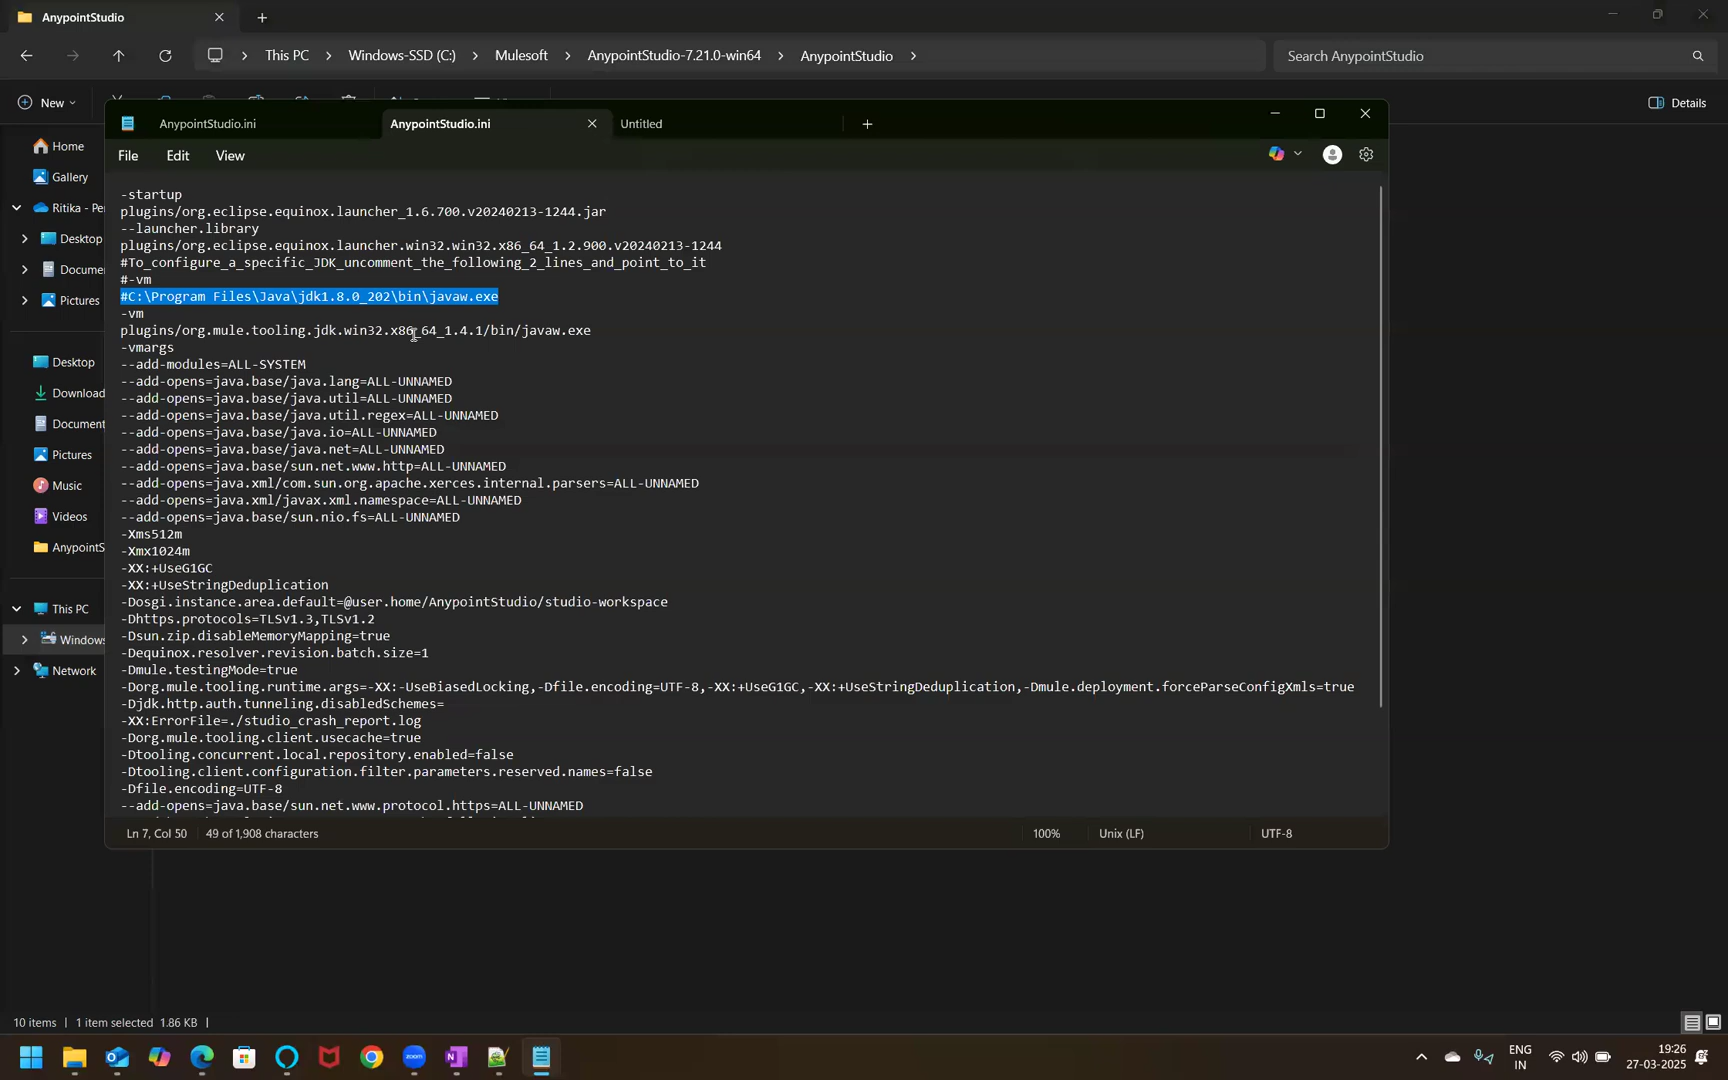 AnypointStudio
This PC > Windows-SSD (C:) > Mulesoft > AnypointStudio-7.21.0-win64 > AnypointStudio >
Search AnypointStudio
New
Details
AnypointStudio.ini
AnypointStudio.ini
Untitled
File
Edit
View
Home
Gallery
Ritika - Pe
Desktop
Docume
Pictures
Desktop
Download
Document
Pictures
Music
Videos
AnypointS
This PC
Windows
Network
-startup
plugins/org.eclipse.equinox.launcher_1.6.700.v20240213-1244.jar
--launcher.library
plugins/org.eclipse.equinox.launcher.win32.win32.x86_64_1.2.900.v20240213-1244
#To_configure_a_specific_JDK_uncomment_the_following_2_lines_and_point_to_it
#-vm
#C:\Program Files\Java\jdk1.8.0_202\bin\javaw.exe
-vm
plugins/org.mule.tooling.jdk.win32.x86_64_1.4.1/bin/javaw.exe
-vmargs
--add-modules=ALL-SYSTEM
--add-opens=java.base/java.lang=ALL-UNNAMED
--add-opens=java.base/java.util=ALL-UNNAMED
--add-opens=java.base/java.util.regex=ALL-UNNAMED
--add-opens=java.base/java.io=ALL-UNNAMED
--add-opens=java.base/java.net=ALL-UNNAMED
--add-opens=java.base/sun.net.www.http=ALL-UNNAMED
--add-opens=java.xml/com.sun.org.apache.xerces.internal.parsers=ALL-UNNAMED
--add-opens=java.xml/javax.xml.namespace=ALL-UNNAMED
--add-opens=java.base/sun.nio.fs=ALL-UNNAMED
-Xms512m
-Xmx1024m
-XX:+UseG1GC
-XX:+UseStringDeduplication
-Dosgi.instance.area.default=@user.home/AnypointStudio/studio-workspace
-Dhttps.protocols=TLSv1.3,TLSv1.2
-Dsun.zip.disableMemoryMapping=true
-Dequinox.resolver.revision.batch.size=1
-Dmule.testingMode=true
-Dorg.mule.tooling.runtime.args=-XX:-UseBiasedLocking,-Dfile.encoding=UTF-8,-XX:+UseG1GC,-XX:+UseStringDeduplication,-Dmule.deployment.forceParseConfigXmls=true
-Djdk.http.auth.tunneling.disabledSchemes=
-XX:ErrorFile=./studio_crash_report.log
-Dorg.mule.tooling.client.usecache=true
-Dtooling.concurrent.local.repository.enabled=false
-Dtooling.client.configuration.filter.parameters.reserved.names=false
-Dfile.encoding=UTF-8
--add-opens=java.base/sun.net.www.protocol.https=ALL-UNNAMED
Ln 7, Col 50
49 of 1,908 characters
100%
Unix (LF)
UTF-8
10 items
1 item selected 1.86 KB
zoom
ENG
IN
19:26
27-03-2025